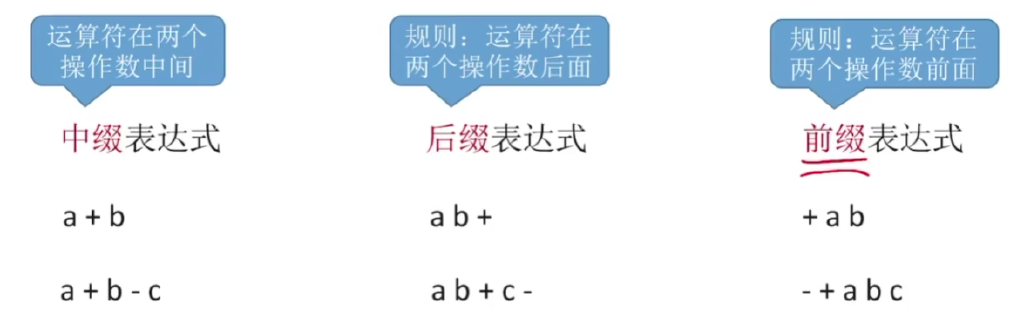 运算符在两个
操作数中间
规则：运算符在
两个操作数后面
规则：运算符在
两个操作数前面
中缀表达式
后缀表达式
前缀表达式
a + b
a b +
+ a b
a + b - c
a b + c -
- + a b c